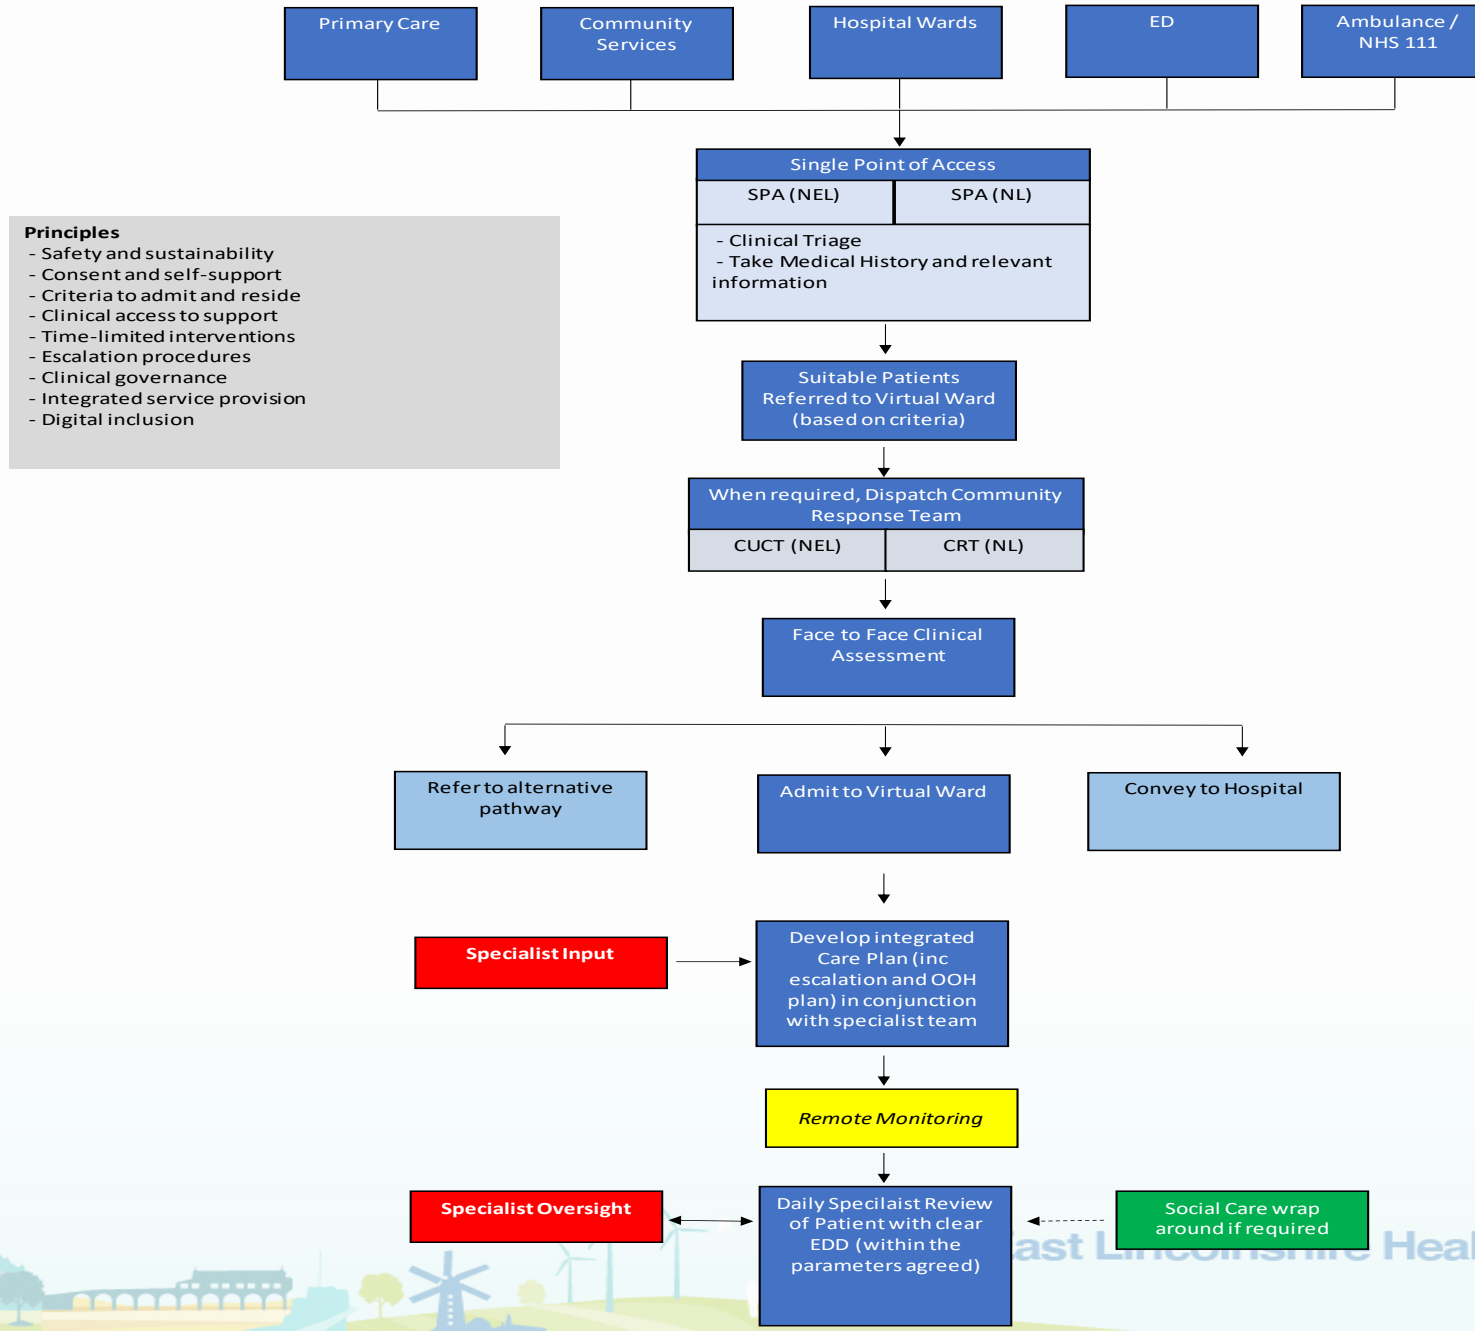 Primary Care
Community
Services
Hospital Wards
ED
Ambulance /
NHS 111
Single Point of Access
SPA (NEL)
SPA (NL)
- Clinical Triage
- Take Medical History and relevant
information
Principles
- Safety and sustainability
- Consent and self-support
- Criteria to admit and reside
- Clinical access to support
- Time-limited interventions
- Escalation procedures
- Clinical governance
- Integrated service provision
- Digital inclusion
Suitable Patients
Referred to Virtual Ward
(based on criteria)
When required, Dispatch Community
Response Team
CUCT (NEL)
CRT (NL)
Face to Face Clinical
Assessment
Refer to alternative
pathway
Admit to Virtual Ward
Convey to Hospital
Specialist Input
Develop integrated
Care Plan (inc
escalation and OOH
plan) in conjunction
with specialist team
Remote Monitoring
Specialist Oversight
Daily Specilaist Review
of Patient with clear
EDD (within the
parameters agreed)
Social Care wrap
around if required
Lincolnshire